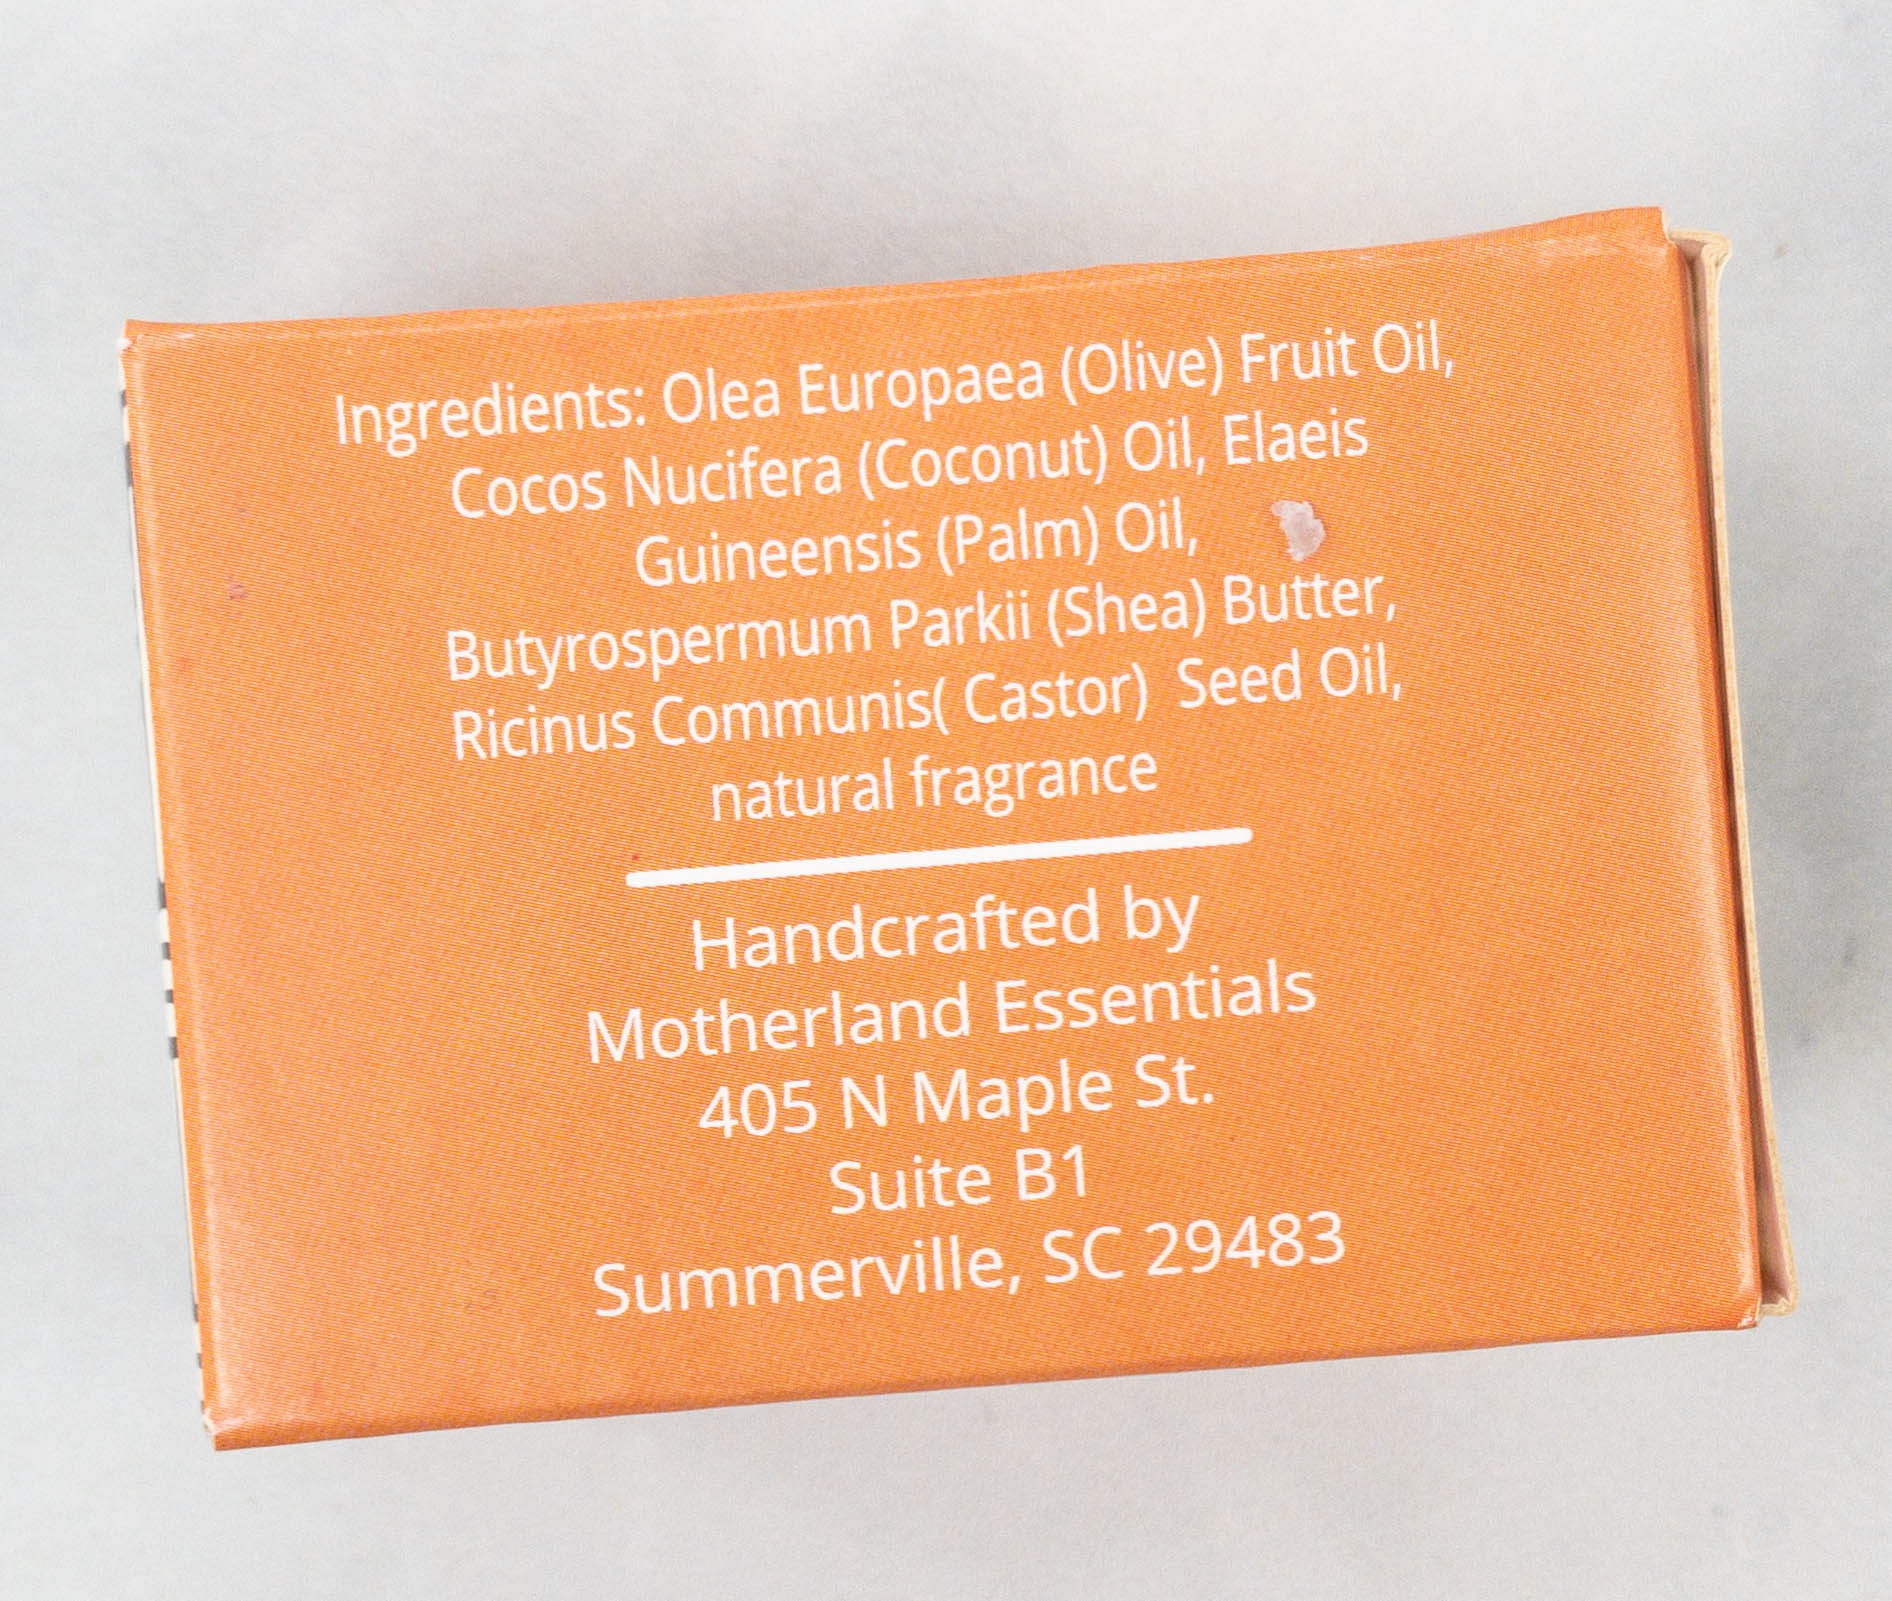 Ingredients: Olea Europaea (Olive) Fruit Oil,
Cocos Nucifera (Coconut) Oil, Elaeis
Guineensis (Palm) Oil,
Butyrospermum Parkii (Shea) Butter,
Ricinus Communis( Castor)  Seed Oil,
natural fragrance
Handcrafted by
Motherland Essentials
405 N Maple St.
Suite B1
Summerville, SC 29483